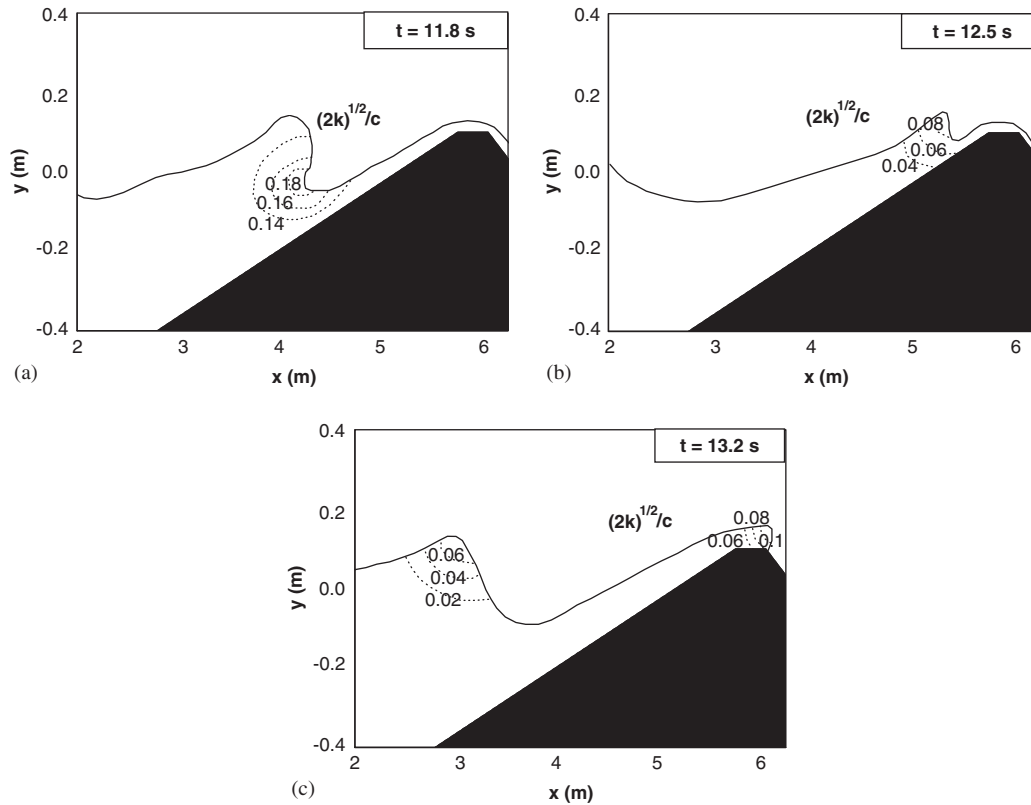 0.4
t = 11.8 s
0.2
(2k)^1/2/c
y (m)
0.0
0.18
0.16
0.14
-0.2
-0.4
2 3 4 5 6
(a)
x (m)
0.4
t = 12.5 s
0.2
(2k)^1/2/c
0.08
y (m)
0.0
0.06
0.04
-0.2
-0.4
2 3 4 5 6
(b)
x (m)
0.4
t = 13.2 s
0.2
(2k)^1/2/c
0.08
0.06 0.1
y (m)
0.06
0.04
0.0
0.02
-0.2
-0.4
2 3 4 5 6
(c)
x (m)